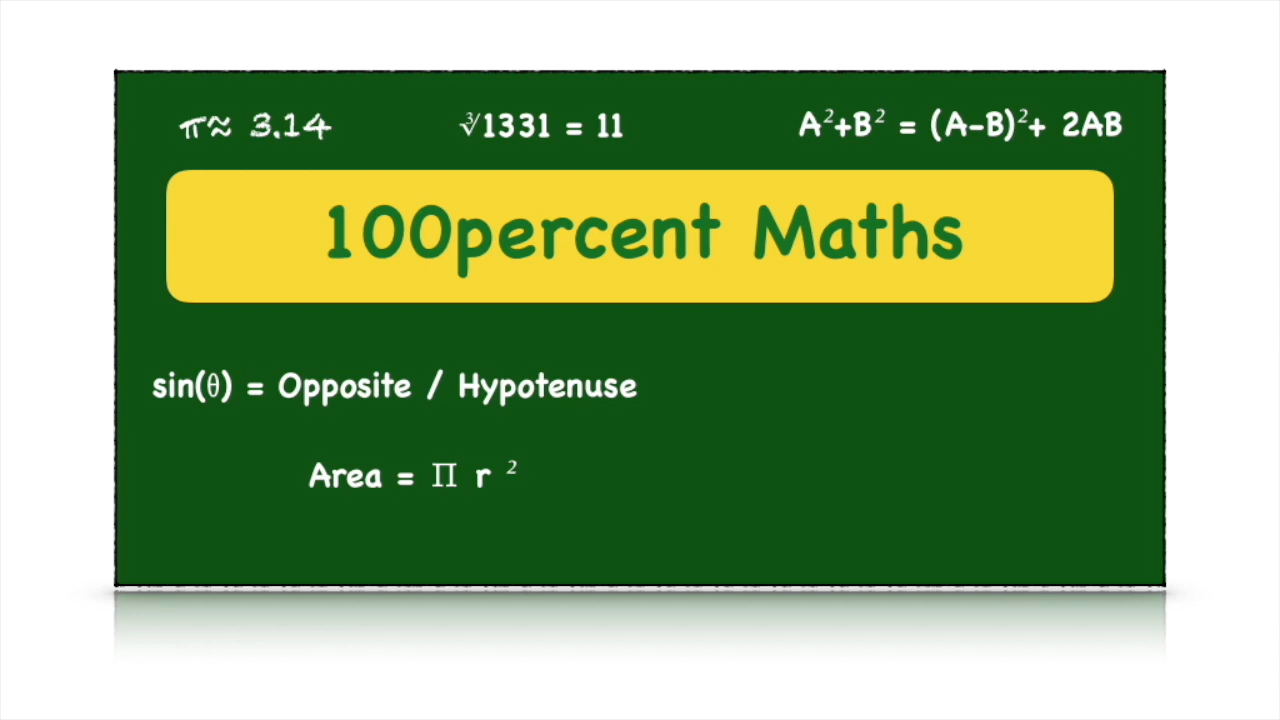 π≈ 3.14
∛1331 = 11
A²+B² = (A-B)²+ 2AB
100percent Maths
sin(θ) = Opposite / Hypotenuse
Area = Π r ²